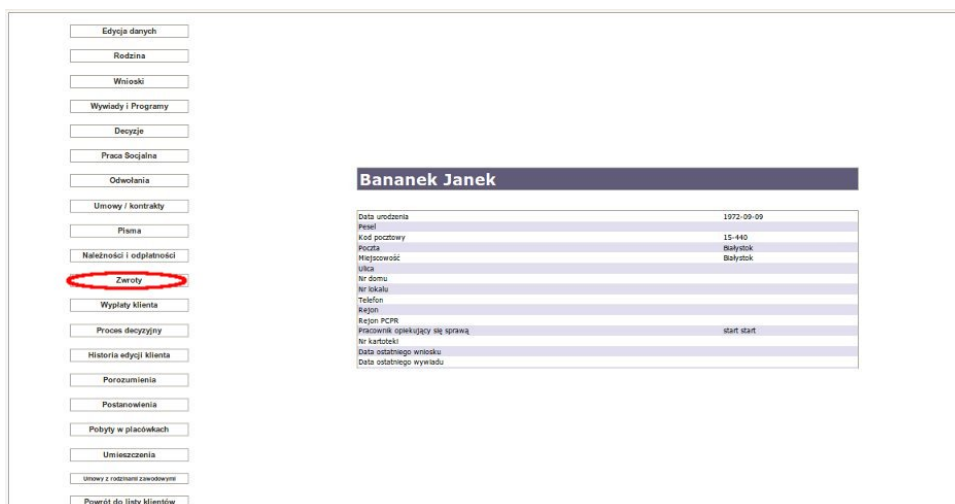 Edycja danych
Rodzina
Wnioski
Wywiady i Programy
Decyzje
Praca Socjalna
Odwołania
Umowy / kontrakty
Pisma
Należności i odpłatności
Zwroty
Wypłaty klienta
Proces decyzyjny
Historia edycji klienta
Porozumienia
Postanowienia
Pobyty w placówkach
Umieszczenia
Umowy z rodzinami zawodowymi
Powrót do listy klientów
Bananek Janek
Data urodzenia 1972-09-09
Pesel
Kod pocztowy 15-440
Poczta Białystok
Miejscowość Białystok
Ulica
Nr domu
Nr lokalu
Telefon
Rejon
Rejon PCPR
Pracownik opiekujący się sprawą start start
Nr kartoteki
Data ostatniego wniosku
Data ostatniego wywiadu